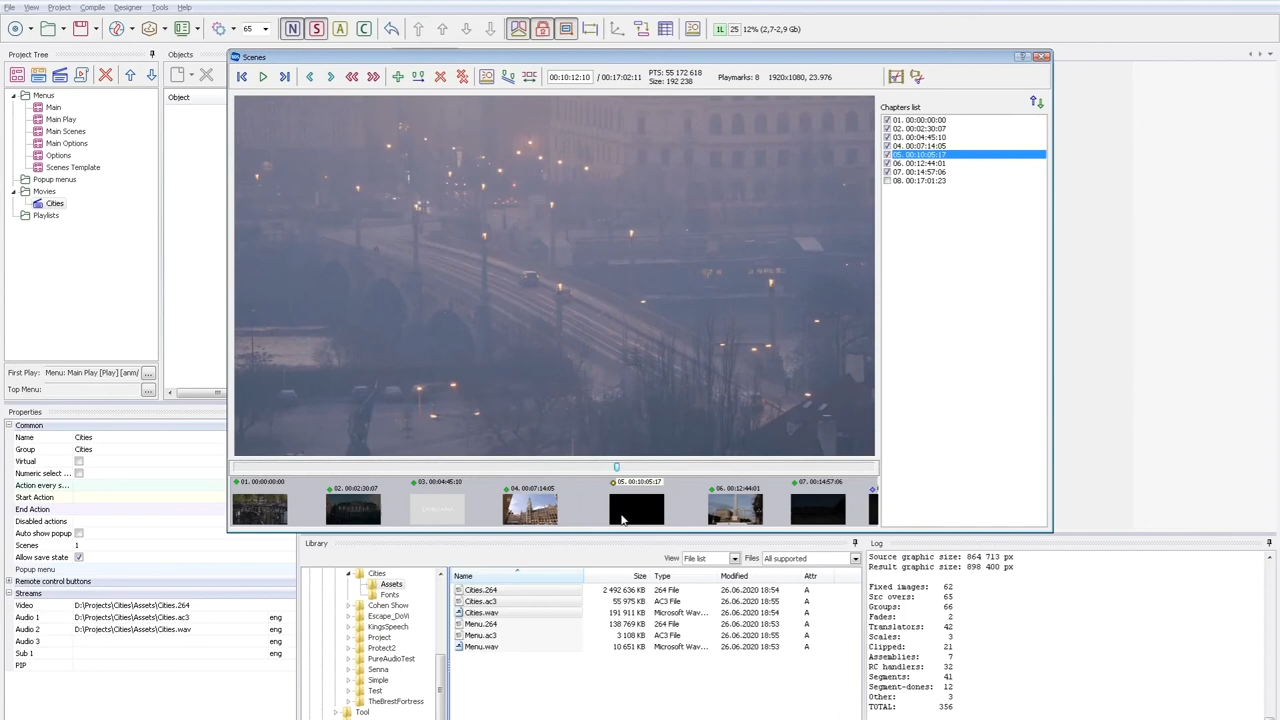 File View Project Compile Designer Tools Help
65 N S A C 1L 25 12% (2,7-2,9 Gb)
Project Tree
Objects
Object
Menus
Main
Main Play
Main Scenes
Main Options
Options
Scenes Template
Popup menus
Movies
Cities
Playlists
First Play: Menu: Main Play [Play] [anm/ ...
Top Menu: ...
Scenes
00:10:12:10 / 00:17:02:11
PTS: 55 172 618
Size: 192 238
Playmarks: 8 1920x1080, 23.976
Chapters list
01. 00:00:00:00
02. 00:02:30:07
03. 00:04:45:10
04. 00:07:14:05
05. 00:10:05:17
06. 00:12:44:01
07. 00:14:57:06
08. 00:17:01:23
01. 00:00:00:00
02. 00:02:30:07
03. 00:04:45:10
04. 00:07:14:05
05. 00:10:05:17
06. 00:12:44:01
07. 00:14:57:06
Properties
Common
Name Cities
Group Cities
Virtual
Numeric select ...
Action every s...
Start Action
End Action
Disabled actions
Auto show popup
Scenes 1
Allow save state
Popup menu
Remote control buttons
Streams
Video D:\Projects\Cities\Assets\Cities.264
Audio 1 D:\Projects\Cities\Assets\Cities.ac3 eng
Audio 2 D:\Projects\Cities\Assets\Cities.wav eng
Audio 3 eng
Sub 1 eng
PIP
Library
View File list Files All supported
Cities
Assets
Fonts
Cohen Show
Escape_DoVi
KingsSpeech
Project
Protect2
PureAudioTest
Senna
Simple
Test
TheBrestFortress
Tool
Name Size Type Modified Attr
Cities.264 2 492 636 KB 264 File 26.06.2020 18:54 A
Cities.ac3 55 975 KB AC3 File 26.06.2020 18:54 A
Cities.wav 191 911 KB Microsoft Wav... 26.06.2020 18:54 A
Menu.264 138 769 KB 264 File 26.06.2020 18:53 A
Menu.ac3 3 108 KB AC3 File 26.06.2020 18:53 A
Menu.wav 10 651 KB Microsoft Wav... 26.06.2020 18:53 A
Log
Source graphic size: 864 713 px
Result graphic size: 898 400 px
Fixed images: 62
Src overs: 65
Groups: 66
Fades: 2
Translators: 42
Scales: 3
Clipped: 21
Assemblies: 7
RC handlers: 32
Segments: 41
Segment-dones: 12
Other: 3
TOTAL: 356